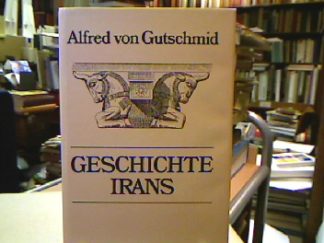 Alfred von Gutschmid
GESCHICHTE
IRANS